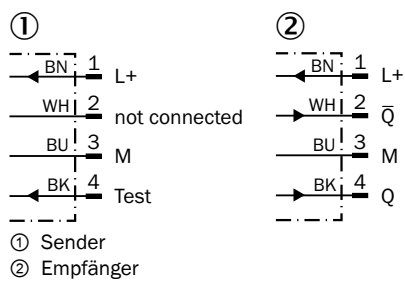 ① ②
BN 1 L+ BN 1 L+
WH 2 not connected WH 2 Q̅
BU 3 M BU 3 M
BK 4 Test BK 4 Q
① Sender
② Empfänger